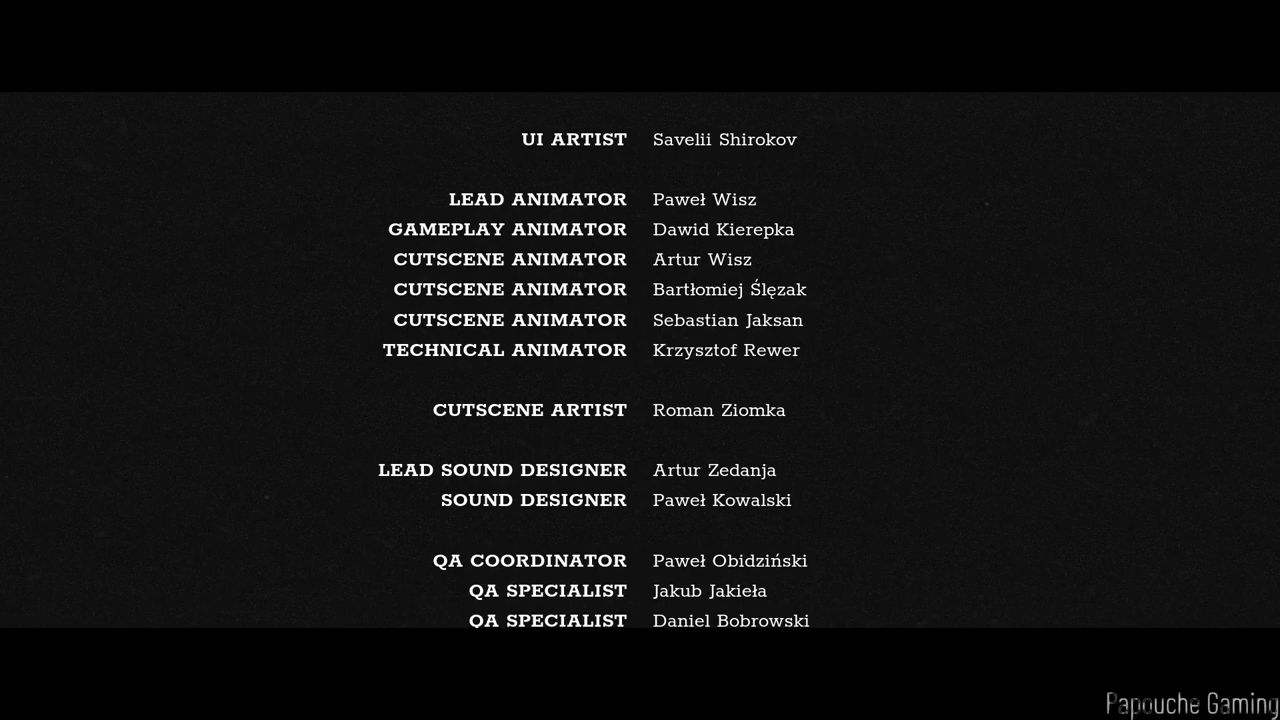 UI ARTIST Savelii Shirokov
LEAD ANIMATOR Paweł Wisz
GAMEPLAY ANIMATOR Dawid Kierepka
CUTSCENE ANIMATOR Artur Wisz
CUTSCENE ANIMATOR Bartłomiej Ślęzak
CUTSCENE ANIMATOR Sebastian Jaksan
TECHNICAL ANIMATOR Krzysztof Rewer
CUTSCENE ARTIST Roman Ziomka
LEAD SOUND DESIGNER Artur Zedanja
SOUND DESIGNER Paweł Kowalski
QA COORDINATOR Paweł Obidziński
QA SPECIALIST Jakub Jakieła
QA SPECIALIST Daniel Bobrowski
Papouche Gaming